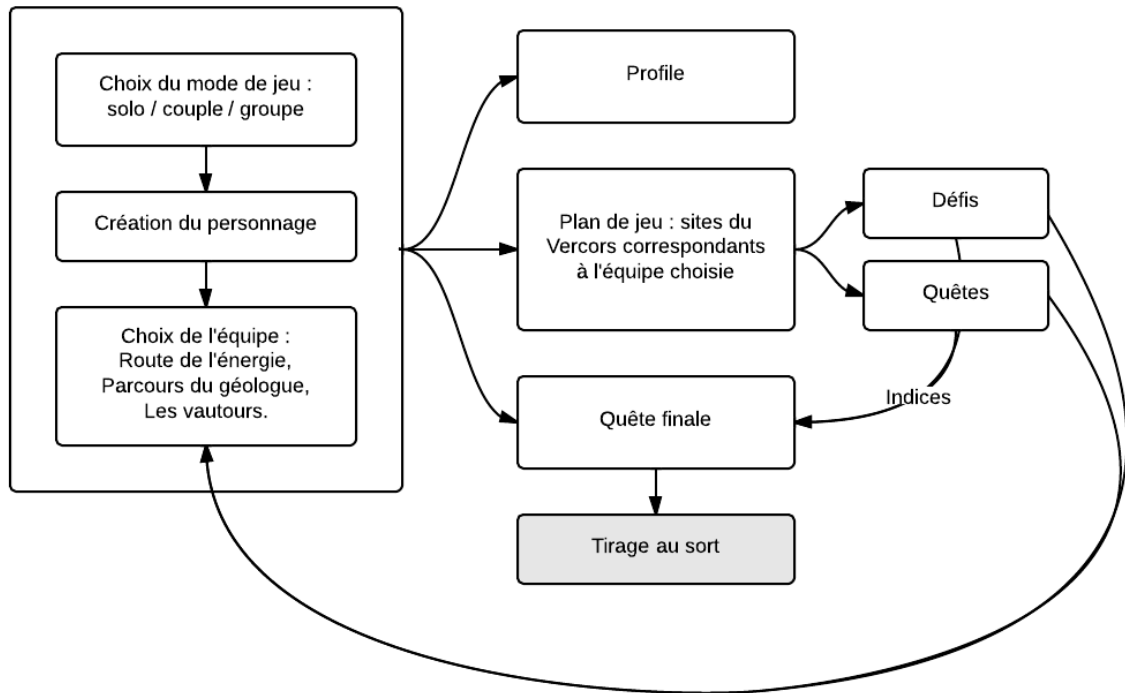 Choix du mode de jeu :
solo / couple / groupe
Création du personnage
Choix de l'équipe :
Route de l'énergie,
Parcours du géologue,
Les vautours.
Profile
Plan de jeu : sites du
Vercors correspondants
à l'équipe choisie
Défis
Quêtes
Indices
Quête finale
Tirage au sort